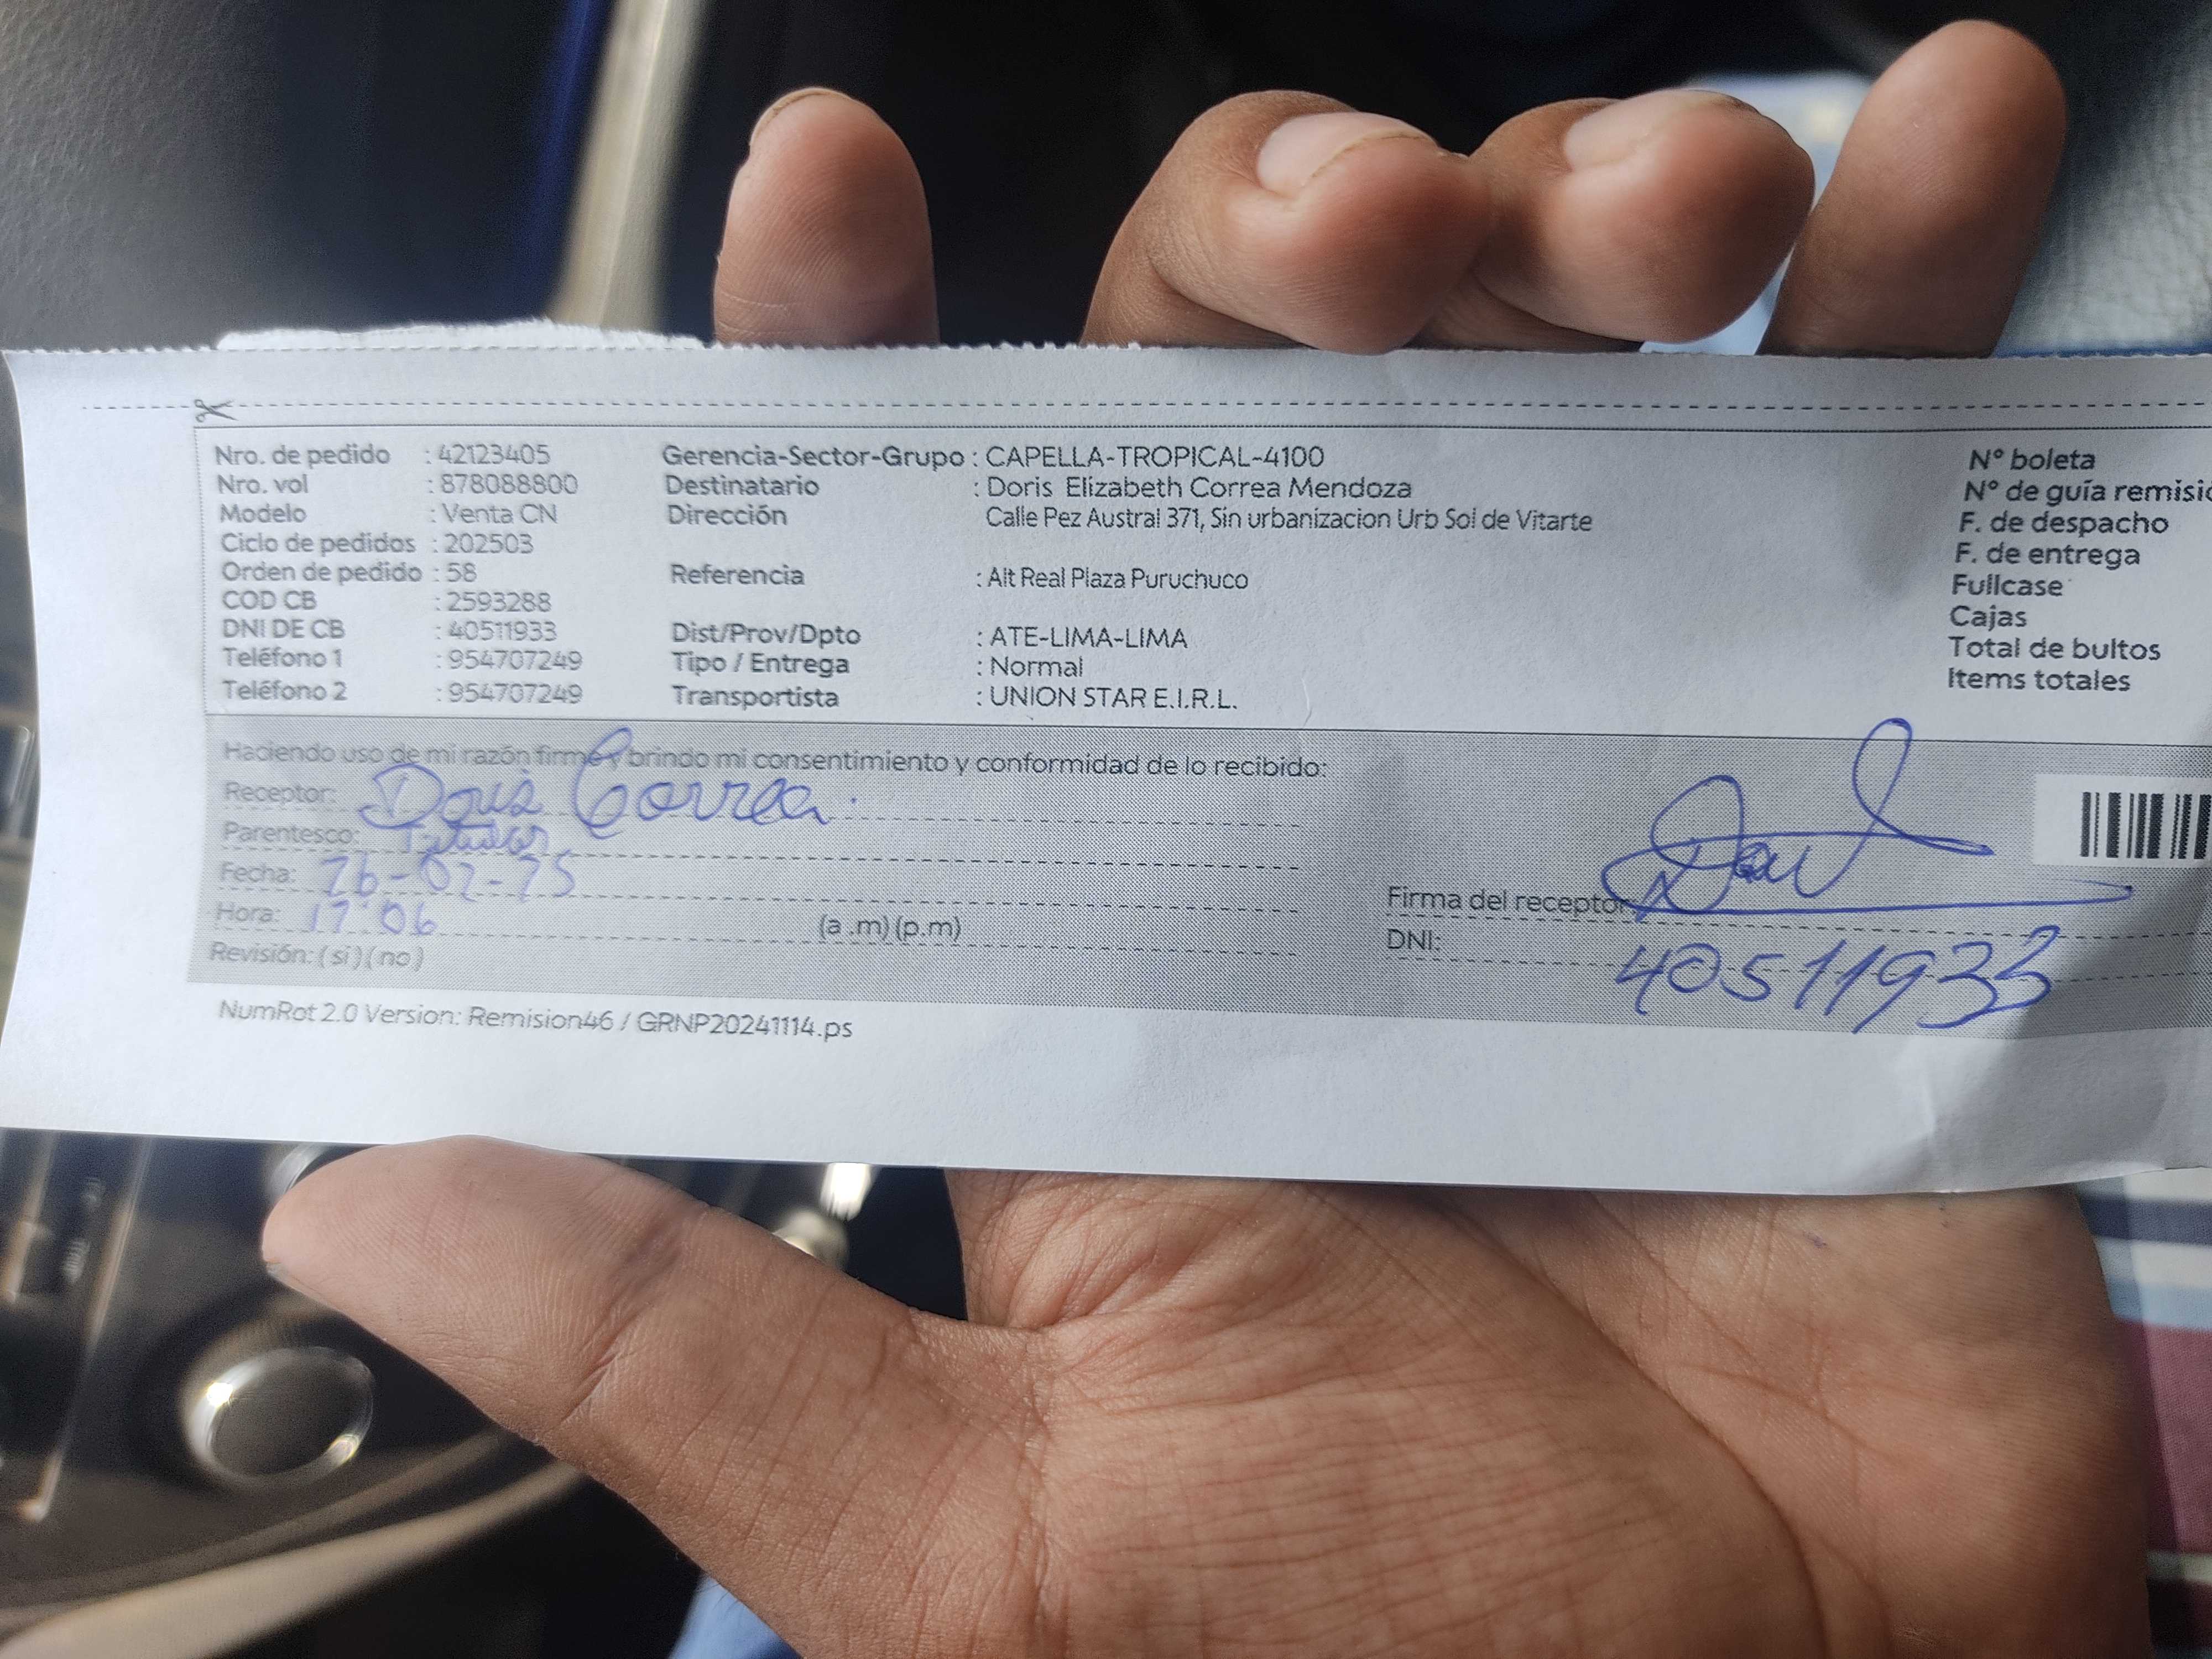 Nro. de pedido : 42123405 Gerencia-Sector-Grupo : CAPELLA-TROPICAL-4100 Nº boleta
Nro. vol : 878088800 Destinatario : Doris Elizabeth Correa Mendoza Nº de guía remisió
Modelo : Venta CN Dirección Calle Pez Austral 371, Sin urbanizacion Urb Sol de Vitarte F. de despacho
Ciclo de pedidos : 202503 F. de entrega
Orden de pedido : 58 Referencia : Alt Real Plaza Puruchuco Fullcase
COD CB : 2593288 Cajas
DNI DE CB : 40511933 Dist/Prov/Dpto : ATE-LIMA-LIMA Total de bultos
Teléfono 1 : 954707249 Tipo / Entrega : Normal Items totales
Teléfono 2 : 954707249 Transportista : UNION STAR E.I.R.L.
Haciendo uso de mi razón firmo y brindo mi consentimiento y conformidad de lo recibido:
Receptor: Doris Correa
Parentesco: Titular
Fecha: 26-02-25
Hora: 17:06 (a .m) (p.m)
Firma del receptor:
DNI: 40511933
Revisión: ( si ) ( no )
NumRot 2.0 Version: Remision46 / GRNP20241114.ps